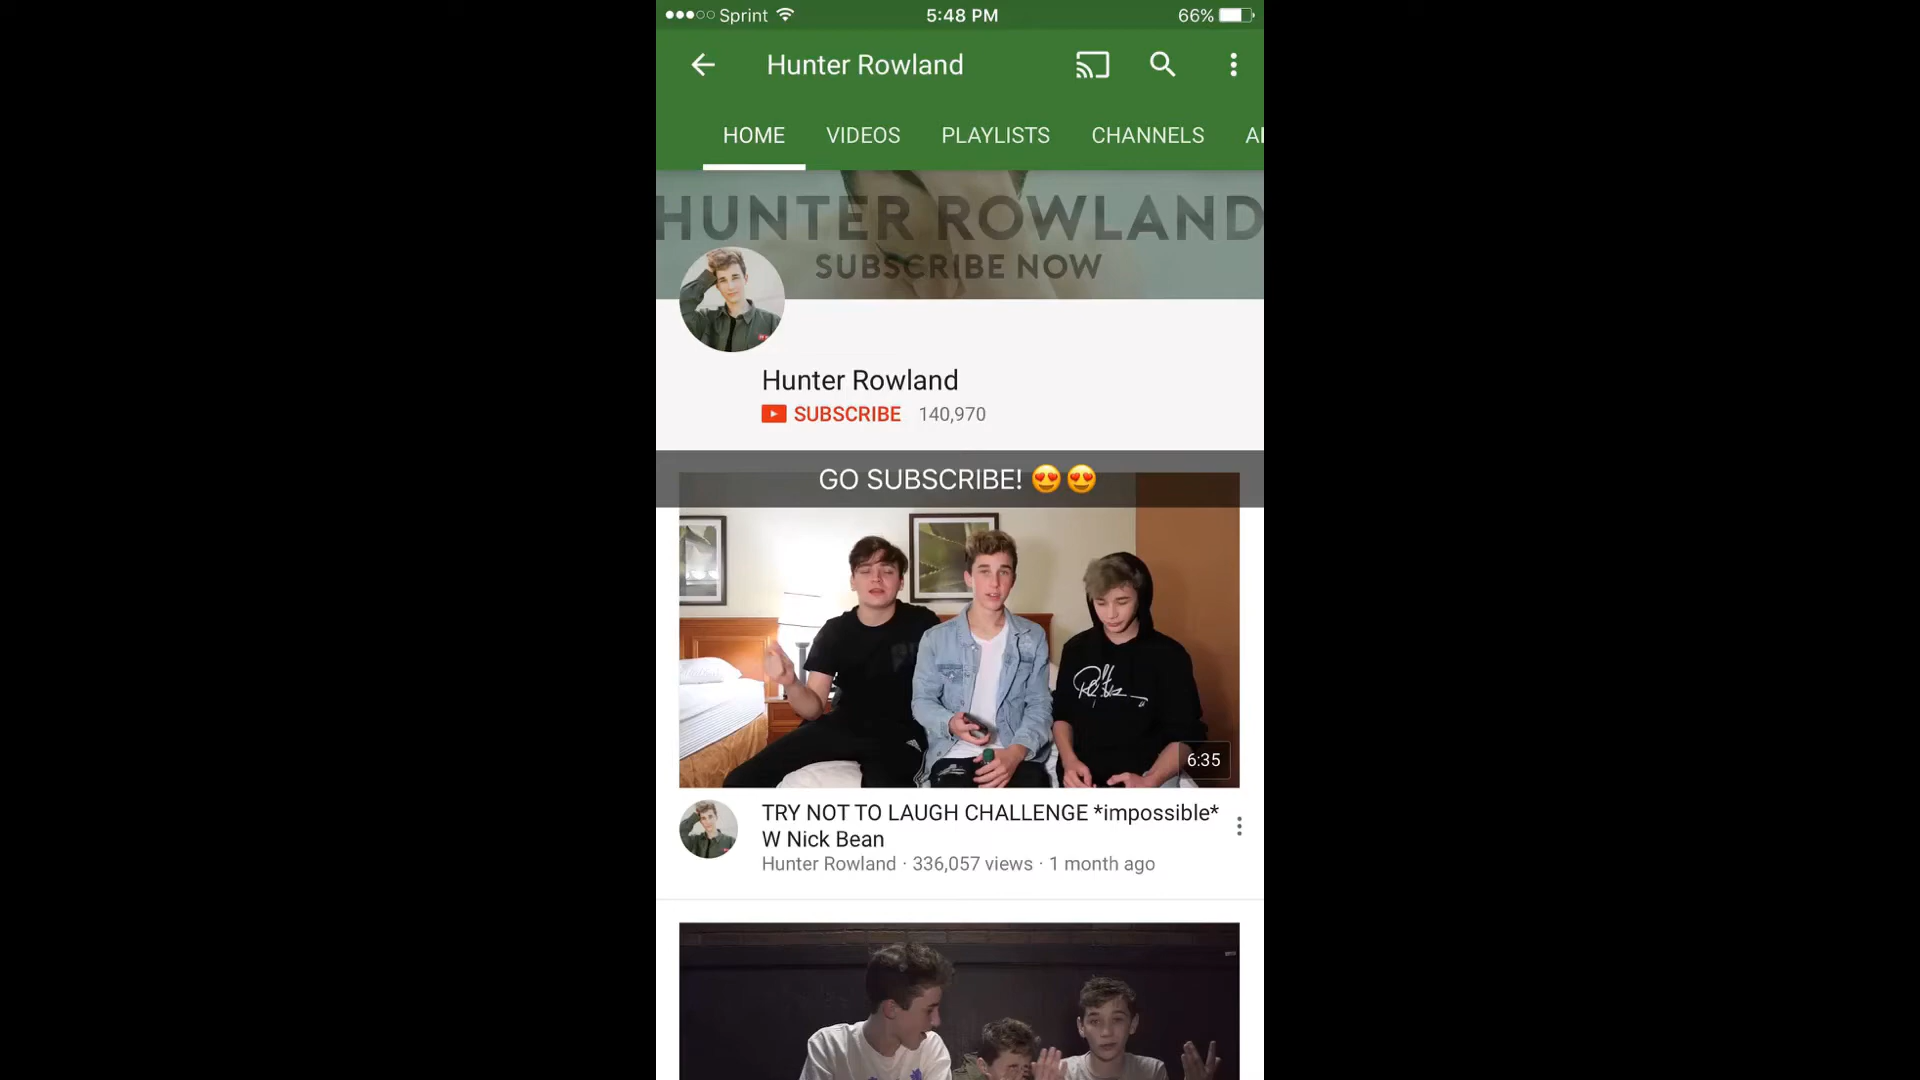 Sprint 5:48 PM 66%
Hunter Rowland
HOME VIDEOS PLAYLISTS CHANNELS
HUNTER ROWLAND
SUBSCRIBE NOW
Hunter Rowland
SUBSCRIBE 140,970
GO SUBSCRIBE! 😍😍
6:35
TRY NOT TO LAUGH CHALLENGE *impossible*
W Nick Bean
Hunter Rowland · 336,057 views · 1 month ago